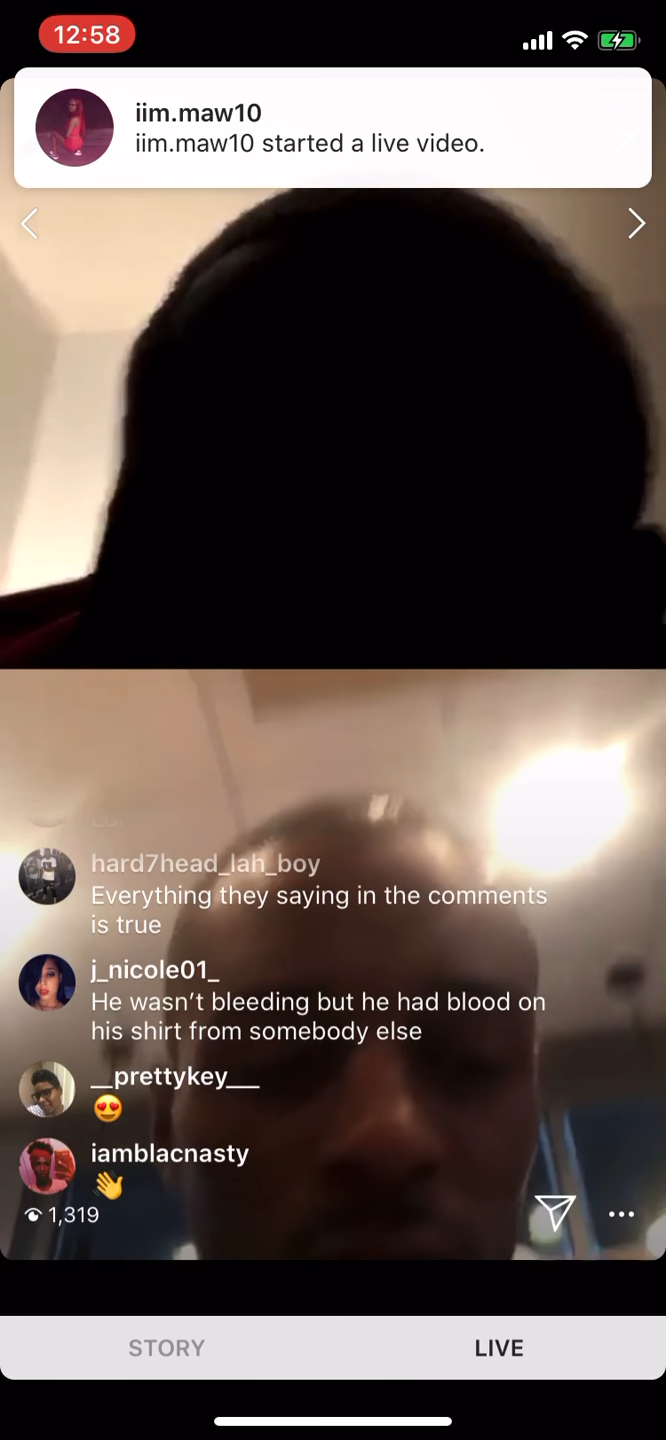 12:58
iim.maw10
iim.maw10 started a live video.
hard7head_lah_boy
Everything they saying in the comments
is true
j_nicole01_
He wasn't bleeding but he had blood on
his shirt from somebody else
__prettykey___
😍
iamblacnasty
👋
1,319
STORY LIVE